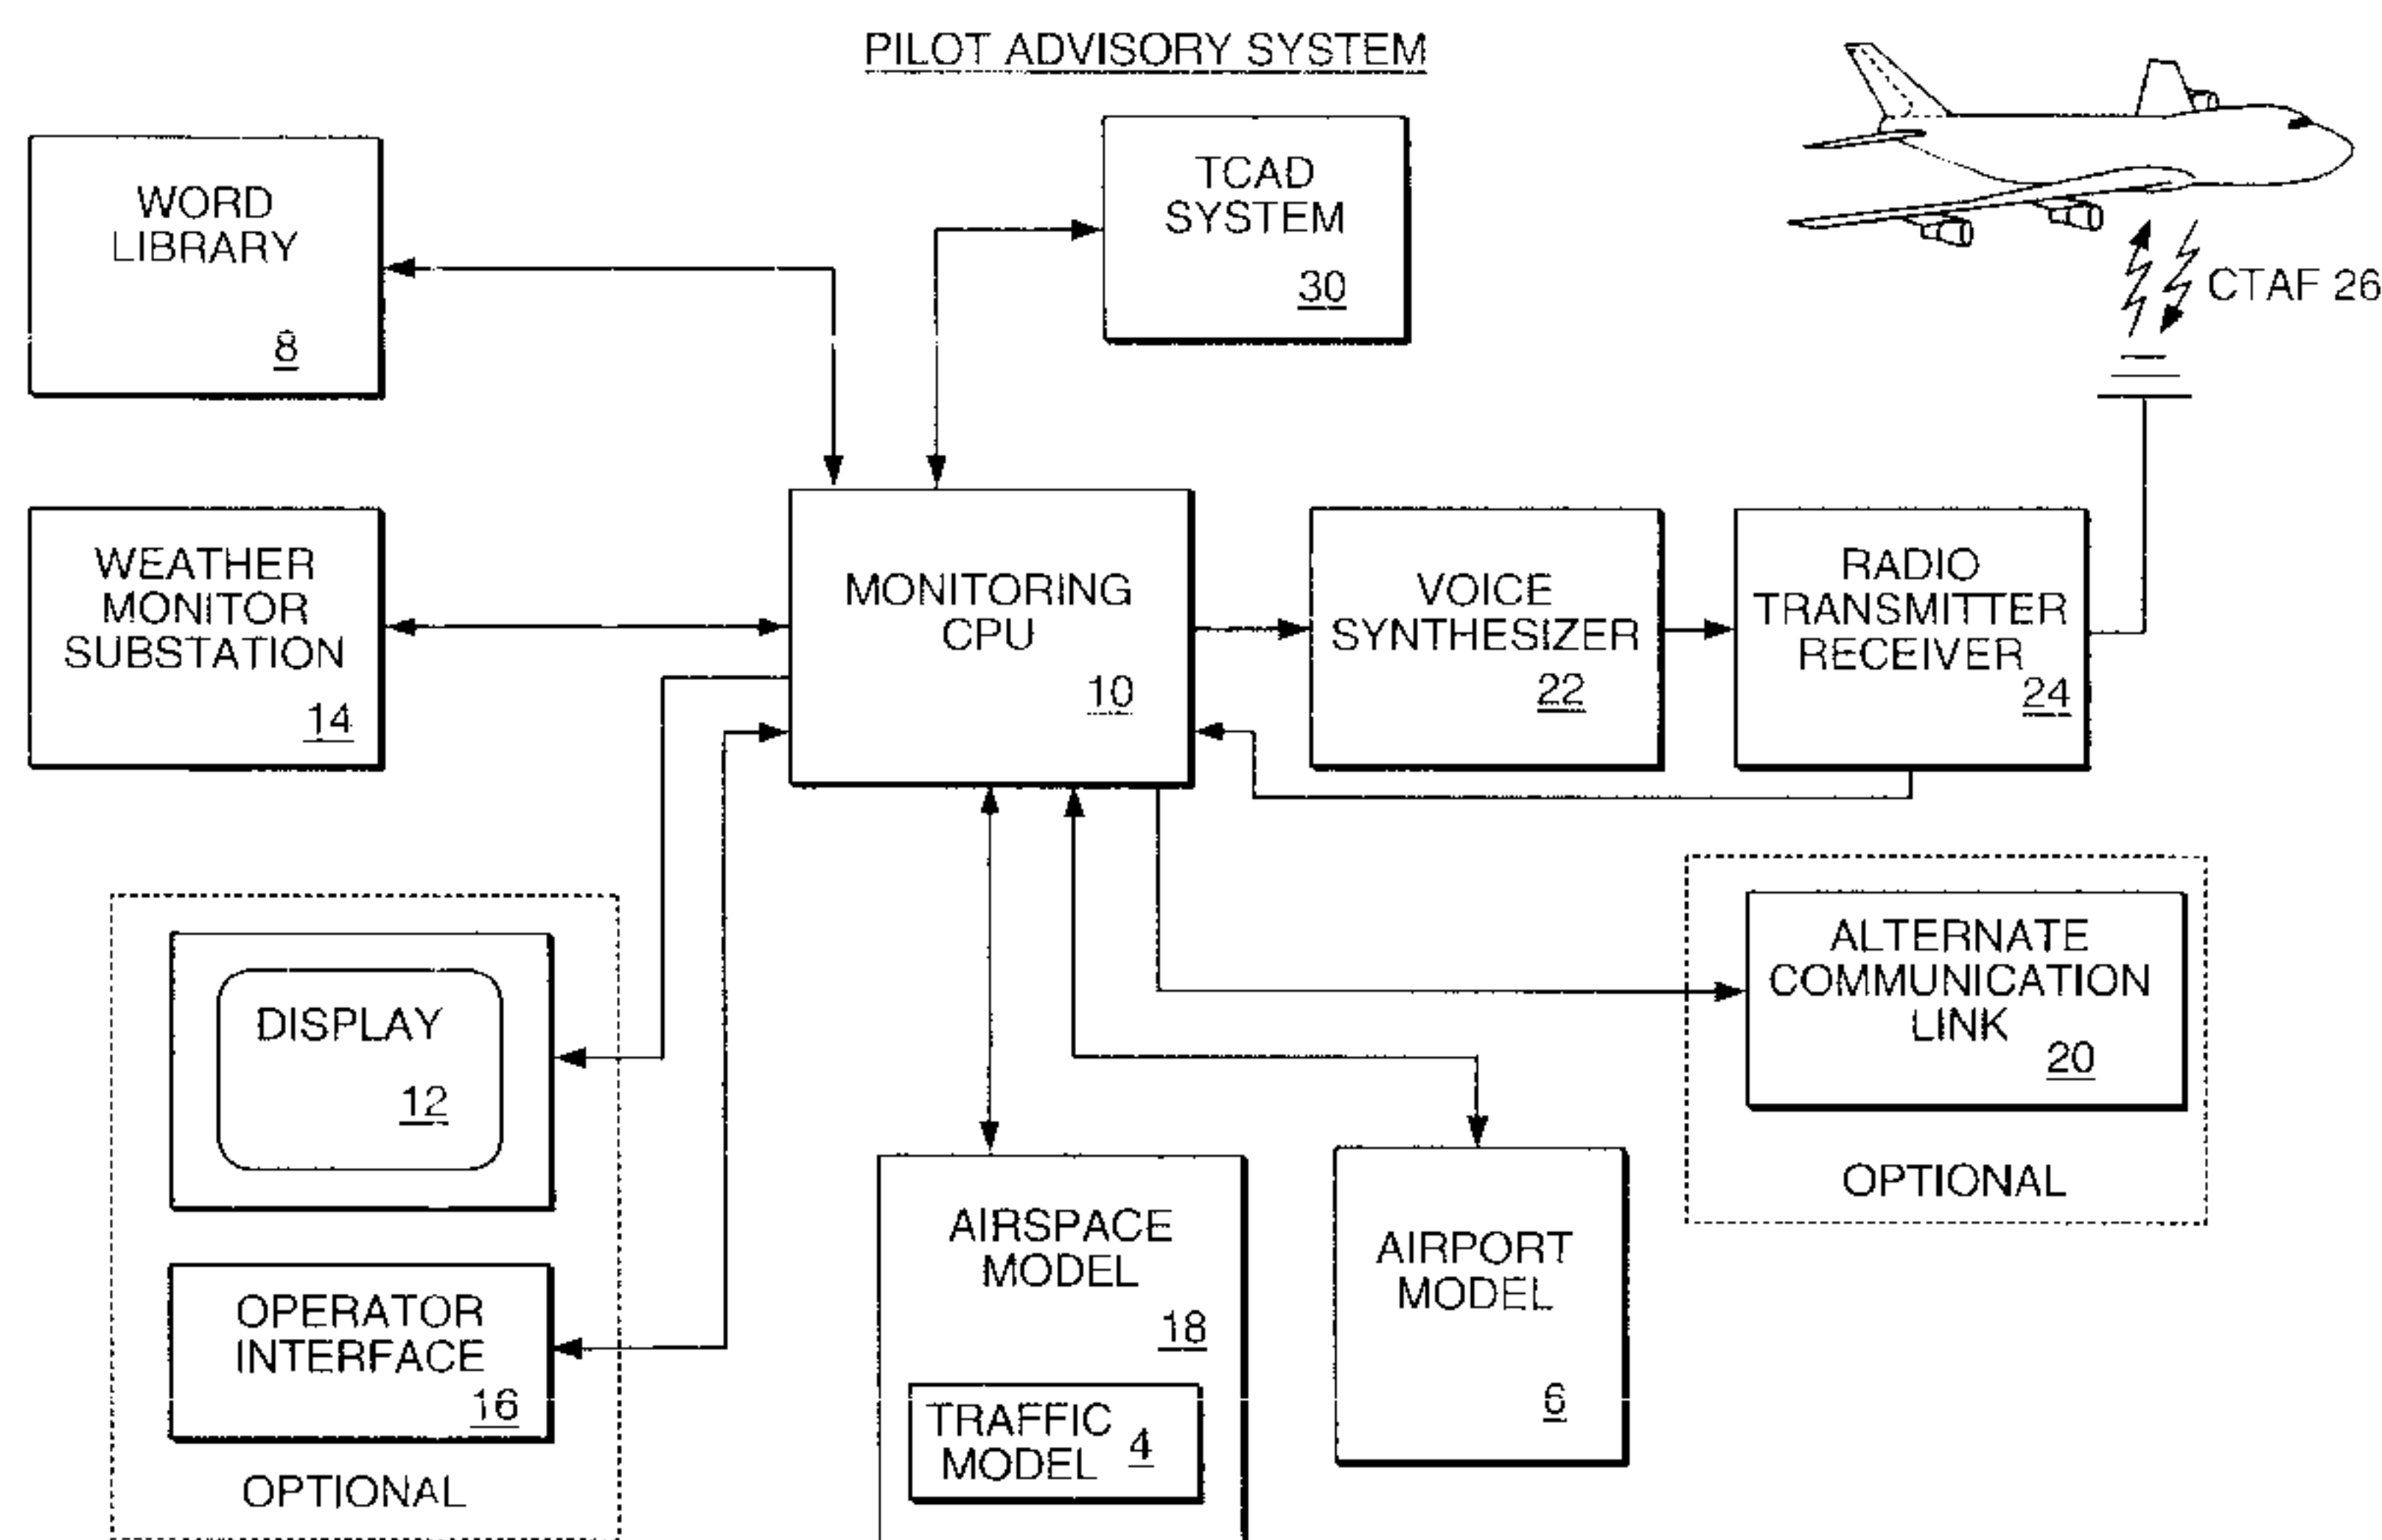 PILOT ADVISORY SYSTEM
WORD
LIBRARY
8
TCAD
SYSTEM
30
CTAF 26
WEATHER
MONITOR
SUBSTATION
14
MONITORING
CPU
10
VOICE
SYNTHESIZER
22
RADIO
TRANSMITTER
RECEIVER
24
DISPLAY
12
OPERATOR
INTERFACE
16
OPTIONAL
AIRSPACE
MODEL
18
TRAFFIC
MODEL 4
AIRPORT
MODEL
6
ALTERNATE
COMMUNICATION
LINK
20
OPTIONAL